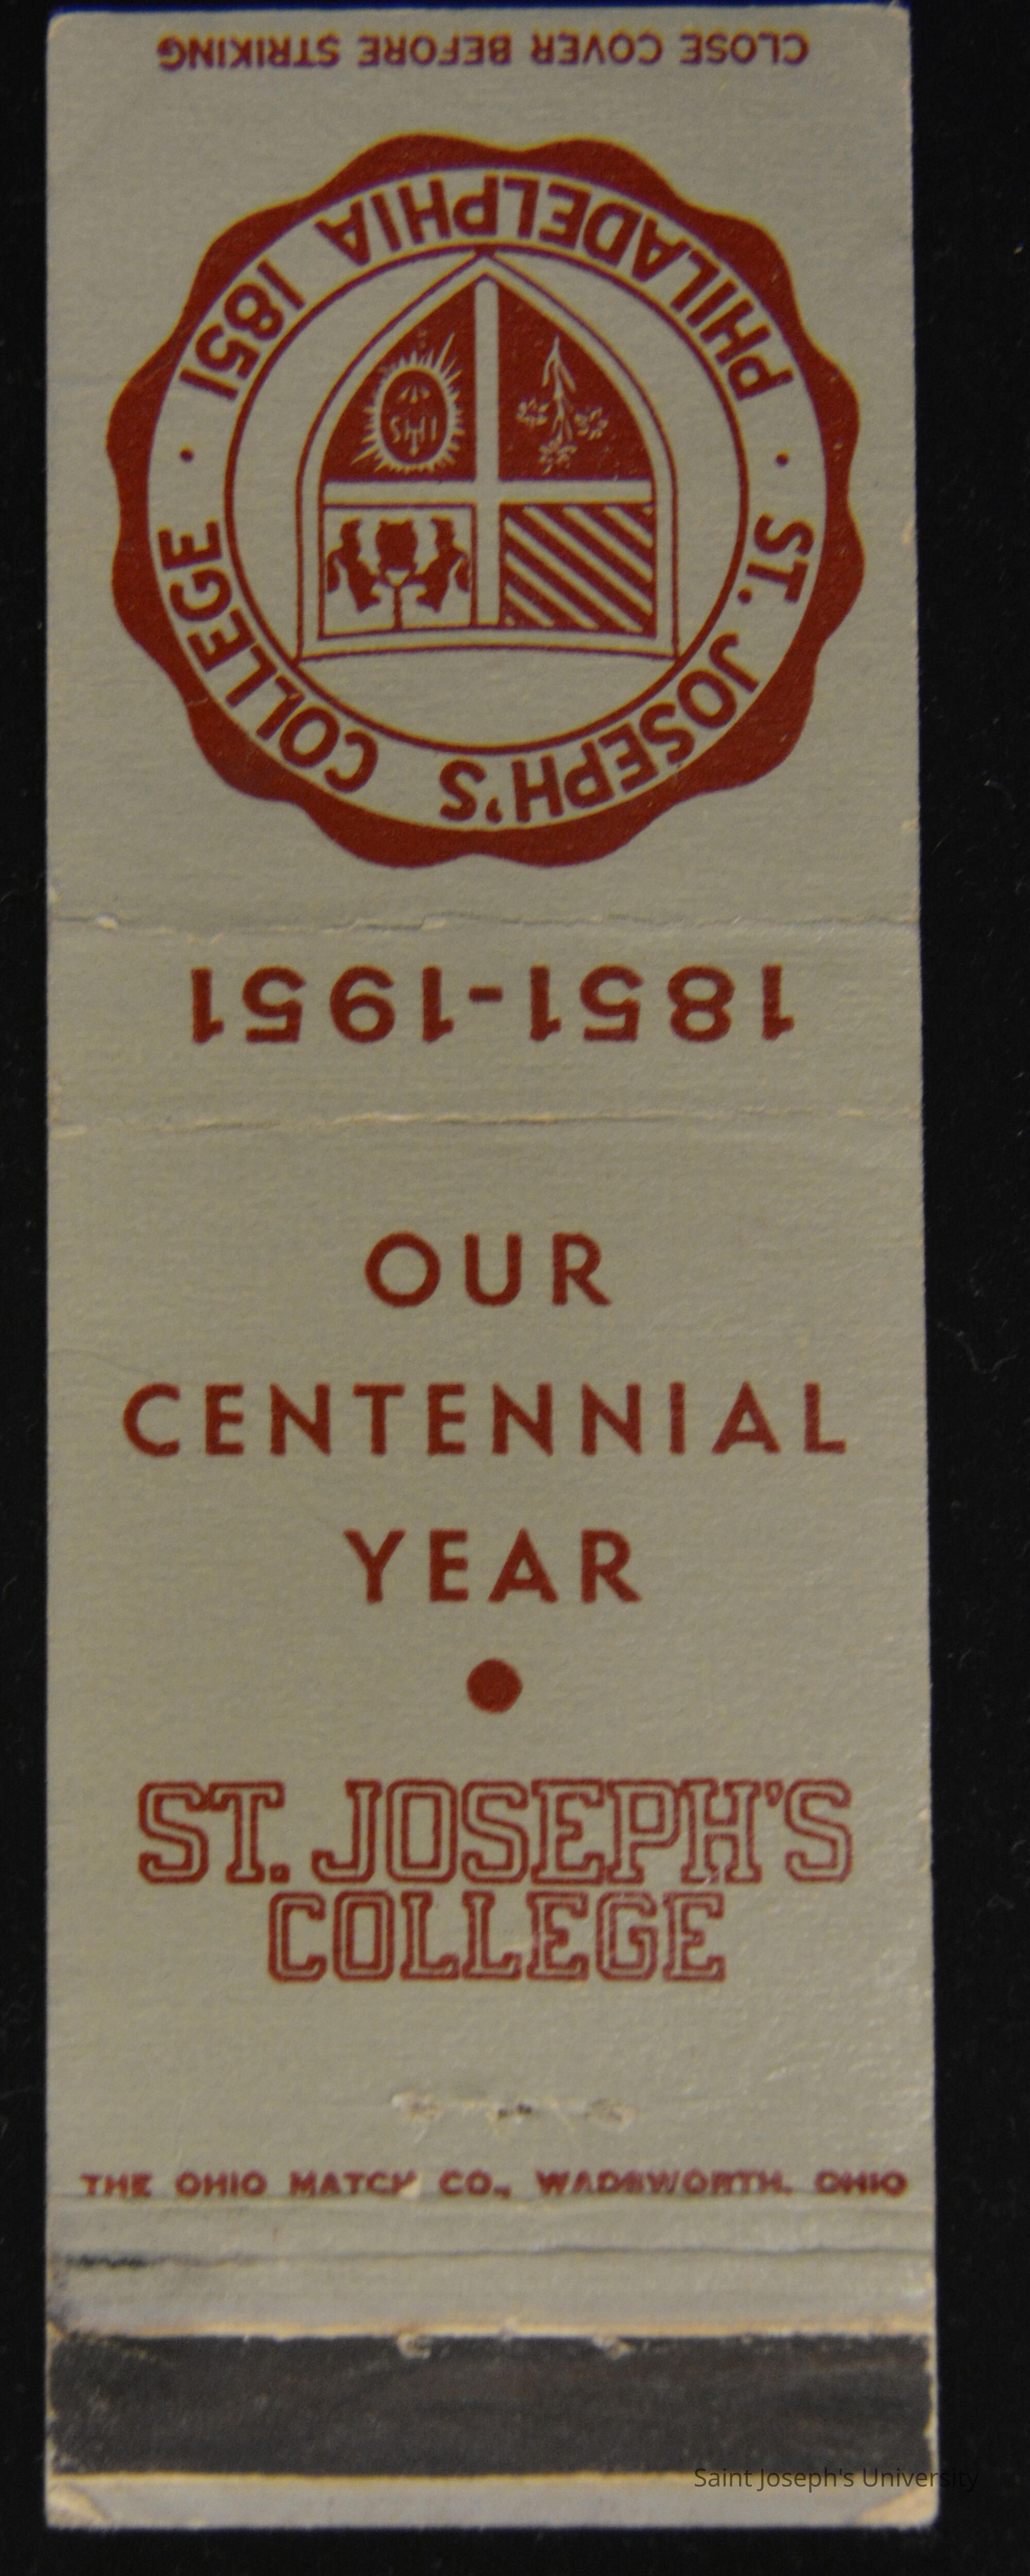 CLOSE COVER BEFORE STRIKING
ST. JOSEPH'S COLLEGE · 1851 PHILADELPHIA · PHILADELPHIA
IHS
1851-1951
OUR
CENTENNIAL
YEAR
ST. JOSEPH'S
COLLEGE
THE OHIO MATCH CO., WADSWORTH, OHIO
Saint Joseph's University